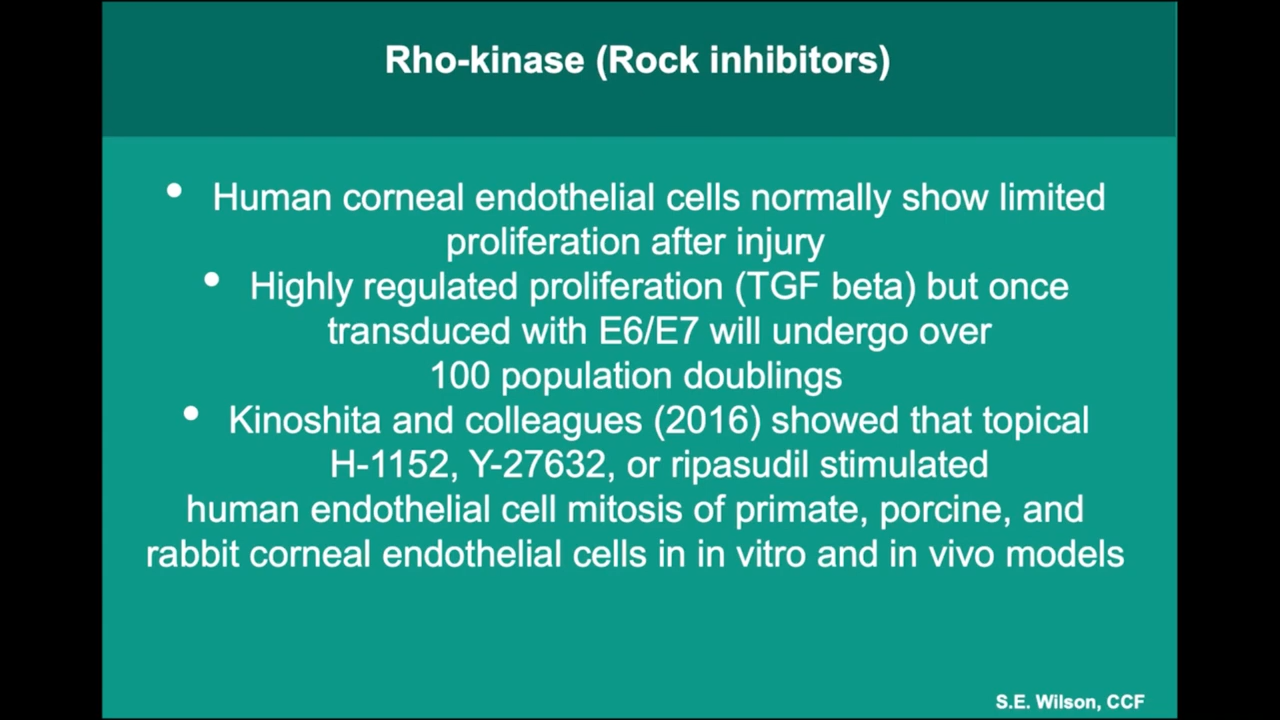 Rho-kinase (Rock inhibitors)
• Human corneal endothelial cells normally show limited
proliferation after injury
• Highly regulated proliferation (TGF beta) but once
transduced with E6/E7 will undergo over
100 population doublings
• Kinoshita and colleagues (2016) showed that topical
H-1152, Y-27632, or ripasudil stimulated
human endothelial cell mitosis of primate, porcine, and
rabbit corneal endothelial cells in in vitro and in vivo models
S.E. Wilson, CCF